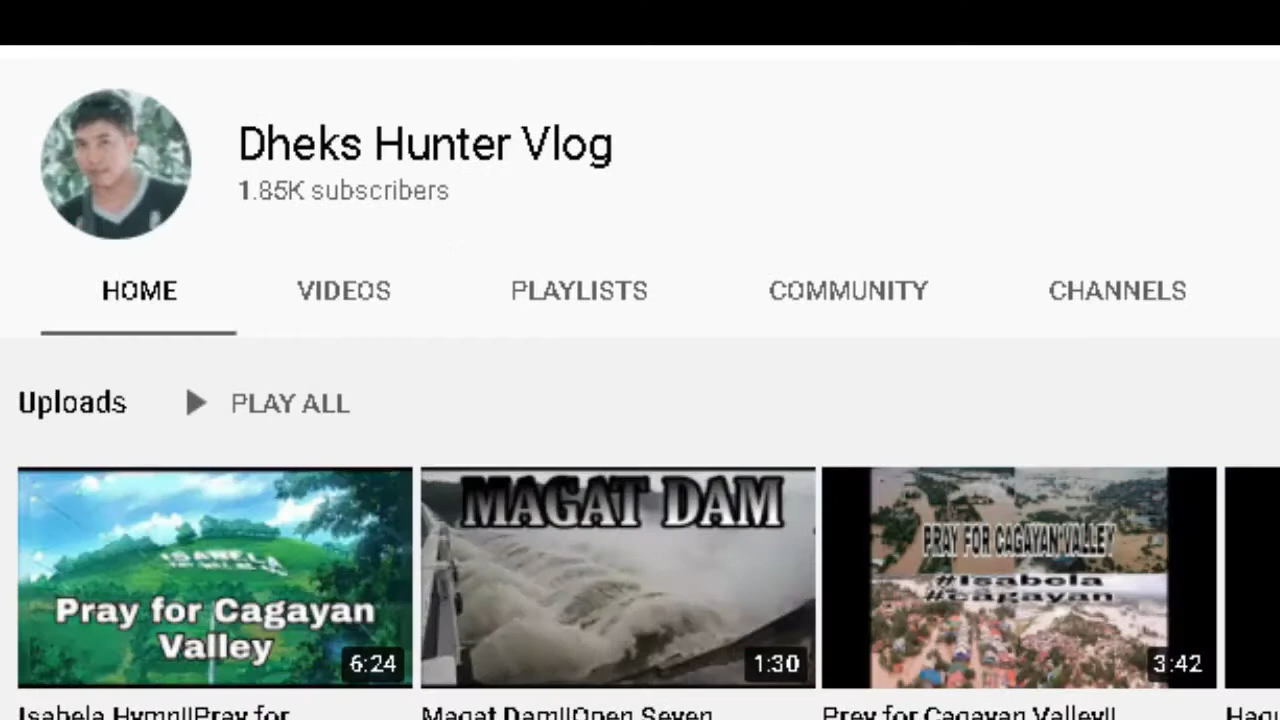 Dheks Hunter Vlog
1.85K subscribers
HOME VIDEOS PLAYLISTS COMMUNITY CHANNELS
Uploads PLAY ALL
ISABELA
Pray for Cagayan
Valley
6:24
MAGAT DAM
1:30
PRAY FOR CAGAYAN VALLEY
#Isabela
#cagayan
3:42
Isabela Hymn||Pray for
Magat Dam||Open Seven
Pray for Cagayan Valley||